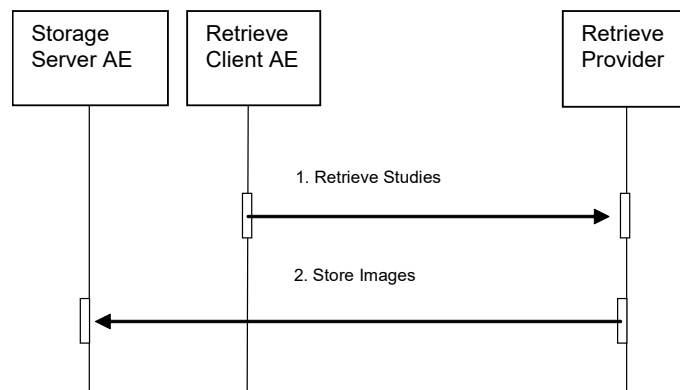 Storage
Server AE
Retrieve
Client AE
Retrieve
Provider
1. Retrieve Studies
2. Store Images